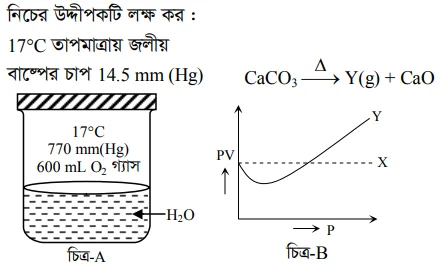 নিচের উদ্দীপকটি লক্ষ কর :
17°C তাপমাত্রায় জলীয়
বাষ্পের চাপ 14.5 mm (Hg)
17°C
770 mm(Hg)
600 mL O₂ গ্যাস
H₂O
চিত্র-A
CaCO₃ —Δ→ Y(g) + CaO
Y
PV
X
P
চিত্র-B